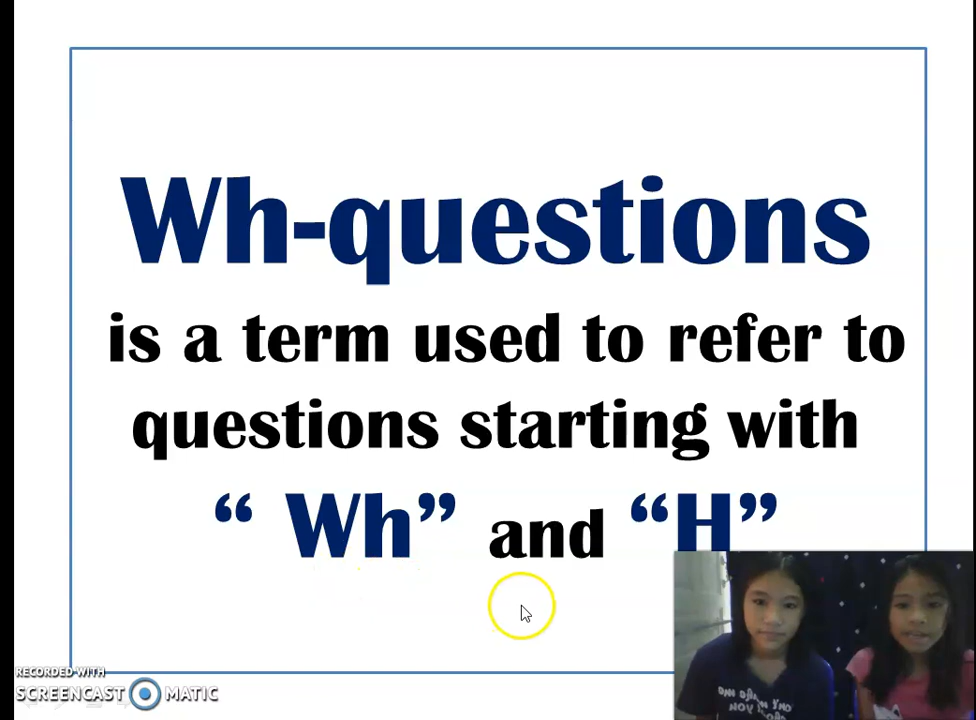 Wh-questions
is a term used to refer to
questions starting with
“ Wh” and “H”
RECORDED WITH
SCREENCAST MATIC